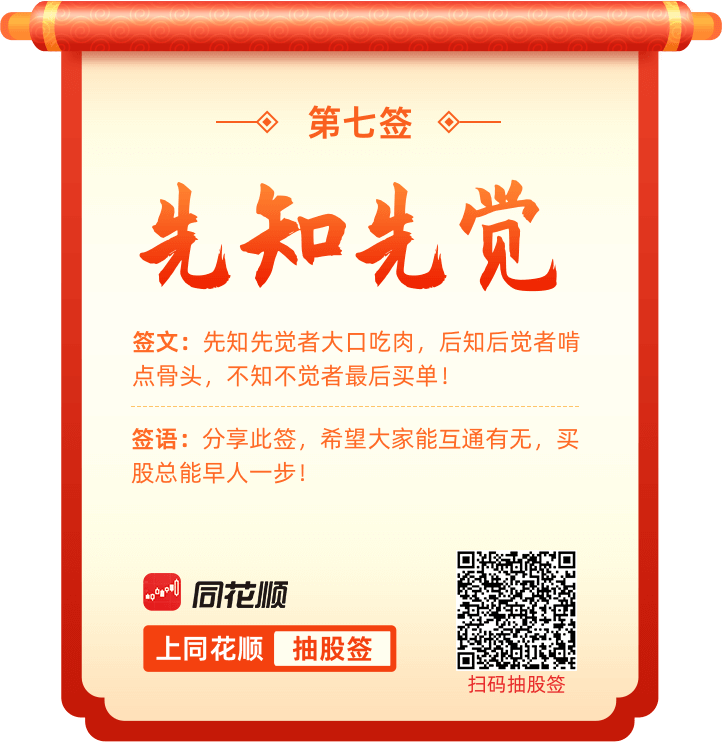 第七签
先知先觉
签文：先知先觉者大口吃肉，后知后觉者啃
点骨头，不知不觉者最后买单！
签语：分享此签，希望大家能互通有无，买
股总能早人一步！
同花顺
上同花顺 抽股签
扫码抽股签